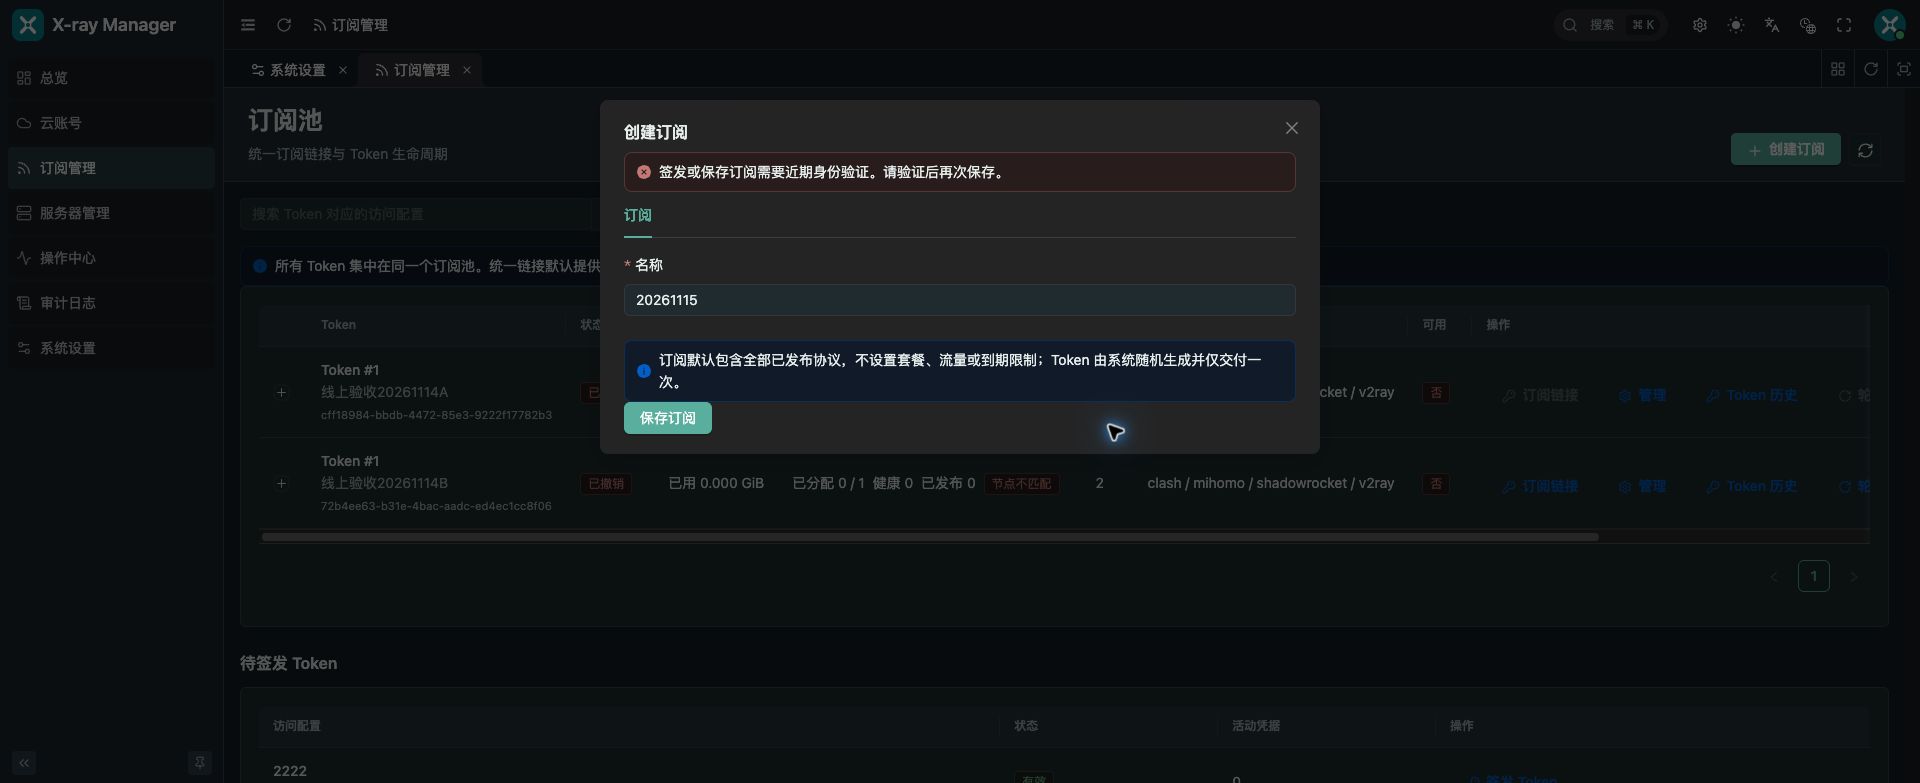 X-ray Manager
订阅管理
搜索 ⌘ K
总览
云账号
订阅管理
服务器管理
操作中心
审计日志
系统设置
系统设置 ×
订阅管理 ×
订阅池
统一订阅链接与 Token 生命周期
+ 创建订阅
搜索 Token 对应的访问配置
所有 Token 集中在同一个订阅池。统一链接默认提供
创建订阅
签发或保存订阅需要近期身份验证。请验证后再次保存。
订阅
* 名称
20261115
订阅默认包含全部已发布协议，不设置套餐、流量或到期限制；Token 由系统随机生成并仅交付一
次。
保存订阅
Token 可用 操作
Token #1
线上验收20261114A
cff18984-bbdb-4472-85e3-9222f17782b3
cket / v2ray 否 订阅链接 管理 Token 历史 轮
Token #1
线上验收20261114B
72b4ee63-b31e-4bac-aadc-ed4ec1cc8f06
已撤销 已用 0.000 GiB 已分配 0 / 1 健康 0 已发布 0 节点不匹配 2 clash / mihomo / shadowrocket / v2ray 否 订阅链接 管理 Token 历史 轮
< 1 >
待签发 Token
访问配置 状态 活动凭据 操作
2222 有效 0 签发 Token